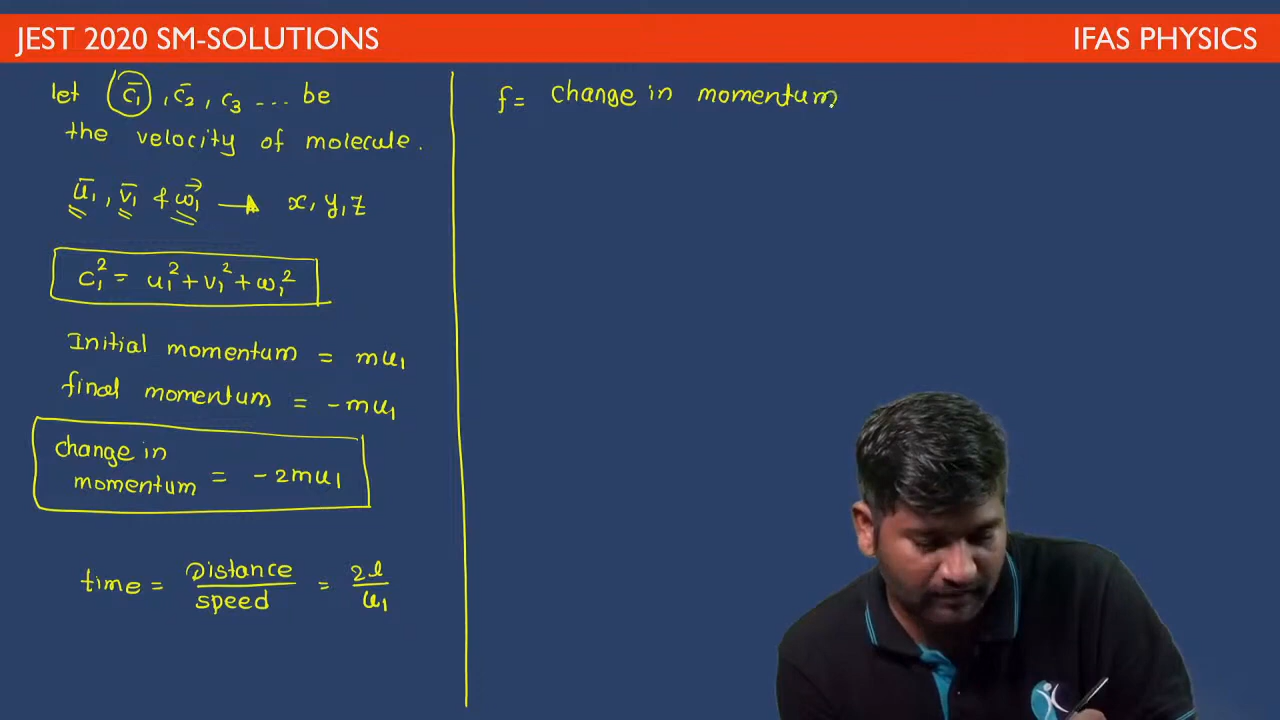 JEST 2020 SM-SOLUTIONS
IFAS PHYSICS
let c̄₁, c̄₂, c₃ ... be
the velocity of molecule.
ū₁, v̄₁ & ω⃗₁ → x, y, z
c₁² = u₁² + v₁² + ω₁²
Initial momentum = mu₁
final momentum = -mu₁
change in
momentum = -2mu₁
time = Distance/speed = 2l/u₁
f = change in momentum